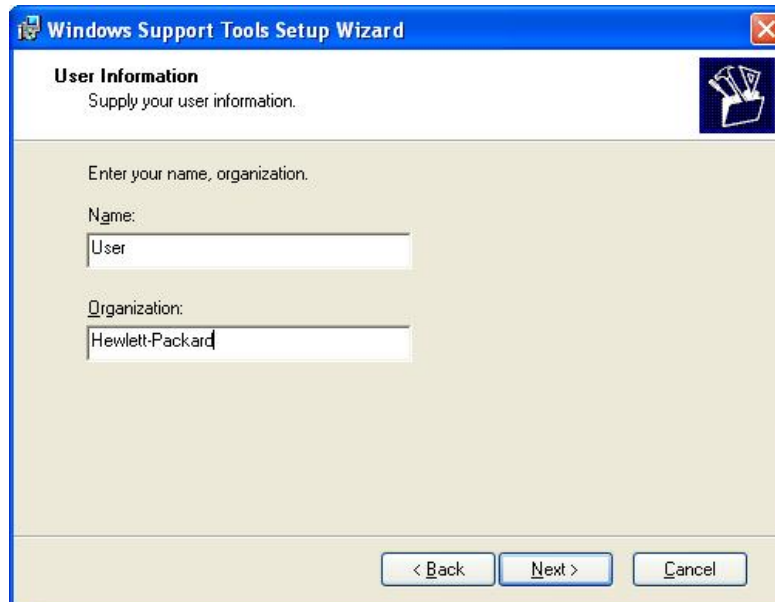 Windows Support Tools Setup Wizard
User Information
Supply your user information.
Enter your name, organization.
Name:
User
Organization:
Hewlett-Packard
< Back Next > Cancel